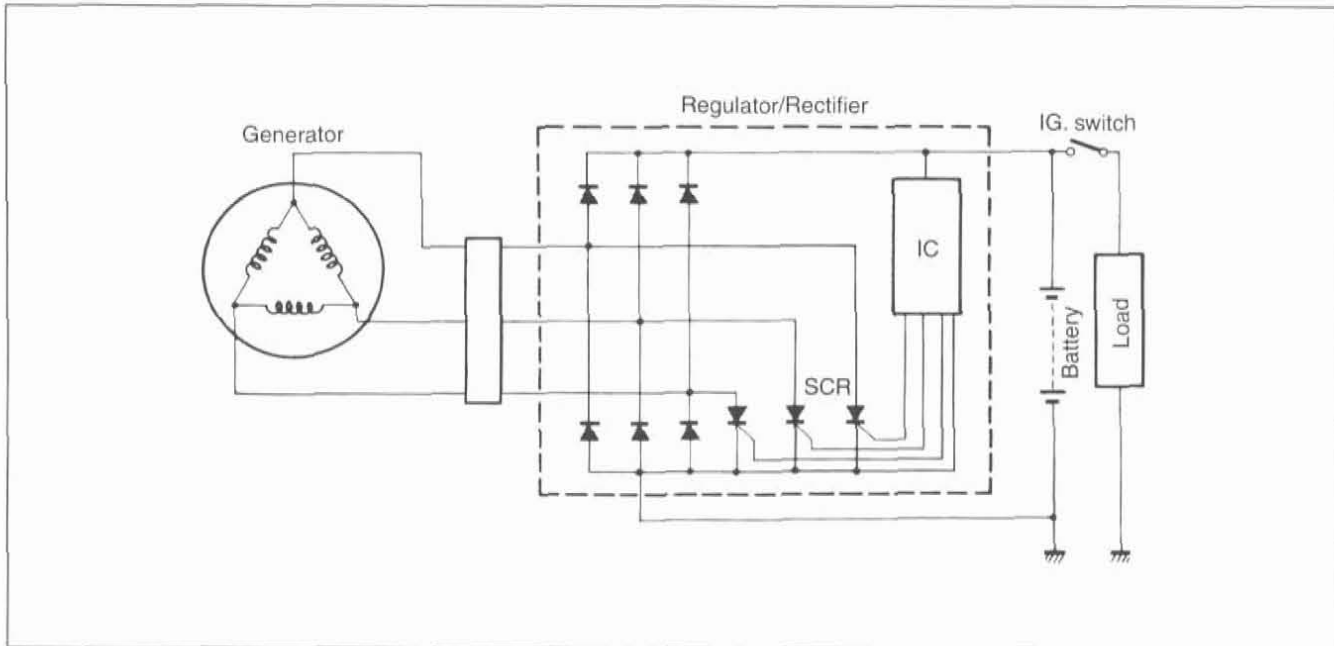 Regulator/Rectifier
Generator
IG. switch
IC
SCR
Battery
Load